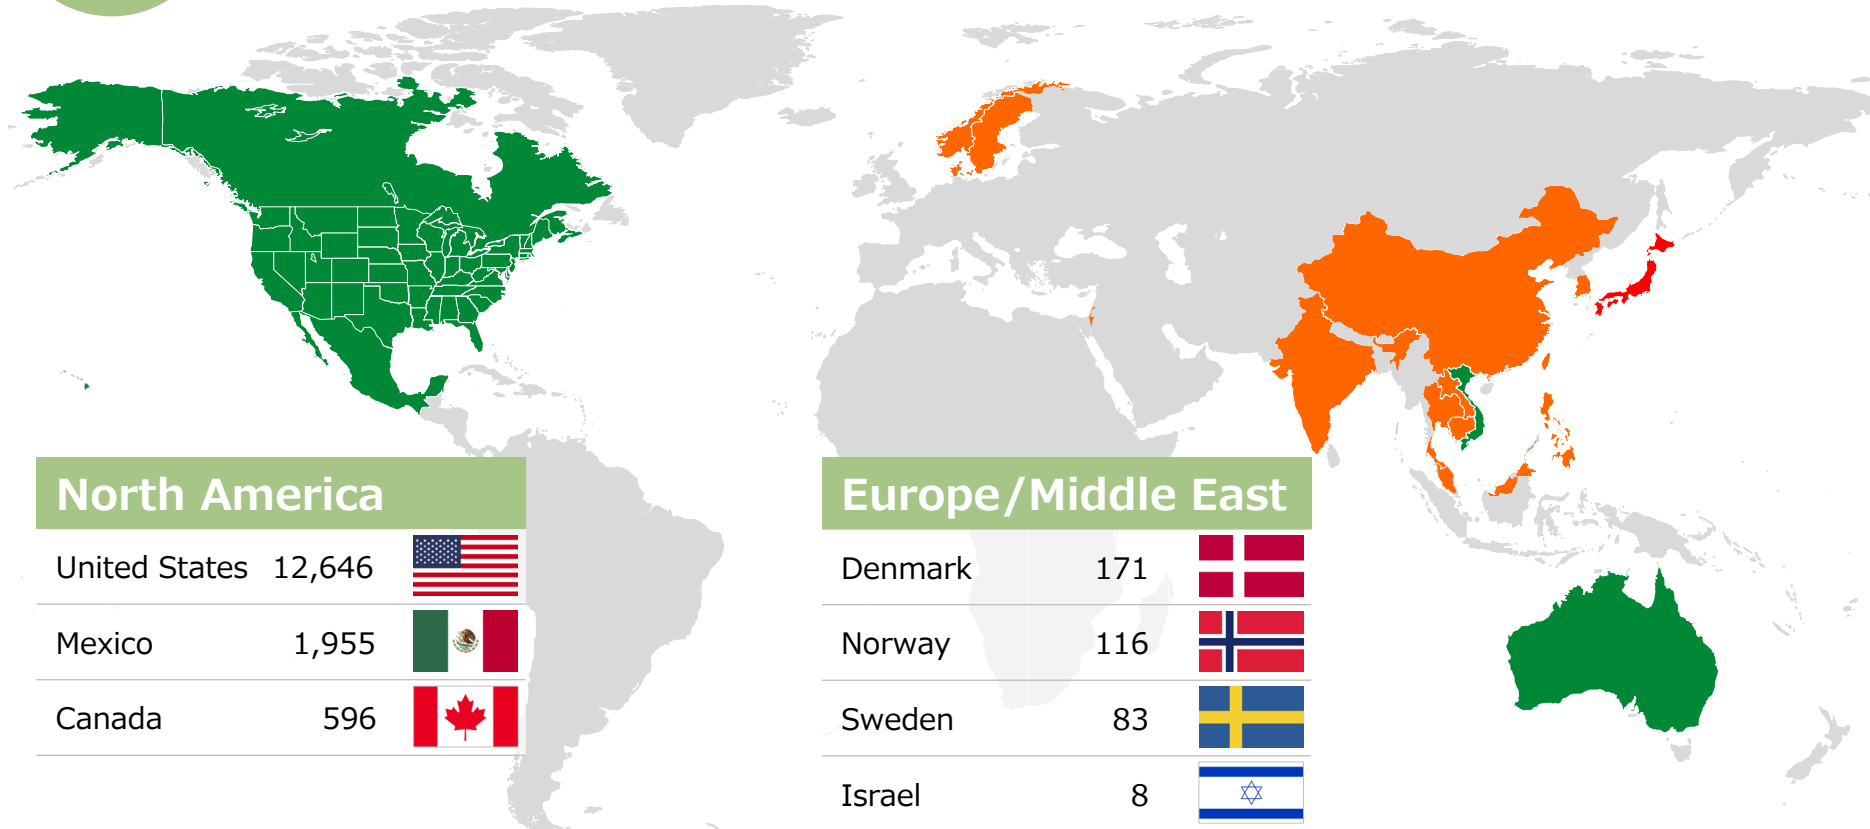 North America
United States 12,646
Mexico 1,955
Canada 596
Europe/Middle East
Denmark 171
Norway 116
Sweden 83
Israel 8